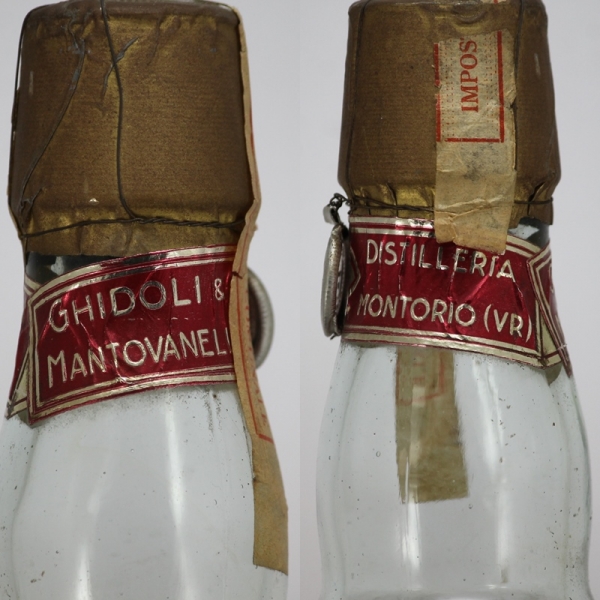 GHIDOLI &
MANTOVANELL
IMPOS
DISTILLERIA
MONTORIO (VR)